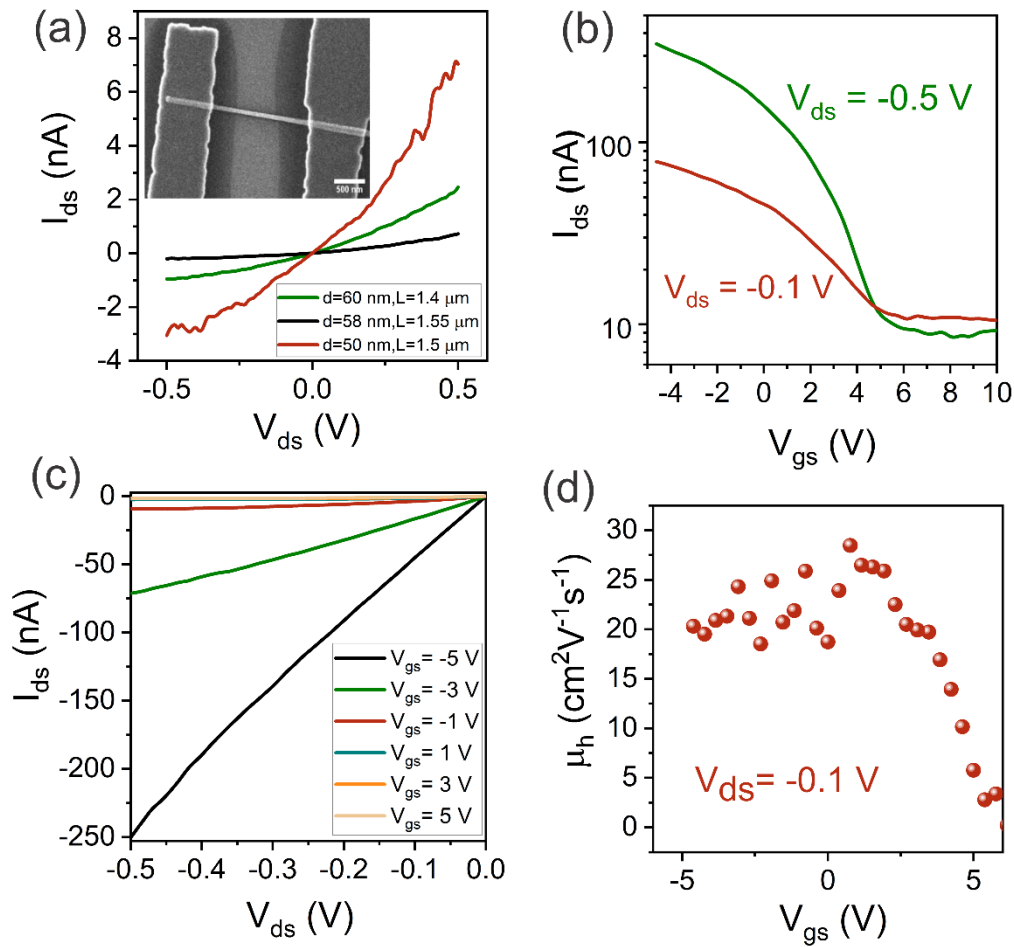 (a)
8
7
6
4
2
0
-2
-4
I_ds (nA)
500 nm
d=60 nm,L=1.4 μm
d=58 nm,L=1.55 μm
d=50 nm,L=1.5 μm
-0.5 0.0 0.5
V_ds (V)
(b)
100
10
I_ds (nA)
V_ds = -0.5 V
V_ds = -0.1 V
-4 -2 0 2 4 6 8 10
V_gs (V)
(c)
0
-50
-100
-150
-200
-250
I_ds (nA)
V_gs= -5 V
V_gs= -3 V
V_gs= -1 V
V_gs= 1 V
V_gs= 3 V
V_gs= 5 V
-0.5 -0.4 -0.3 -0.2 -0.1 0.0
V_ds (V)
(d)
35
30
25
20
15
10
5
0
μ_h (cm²V⁻¹s⁻¹)
V_ds= -0.1 V
-5 0 5
V_gs (V)